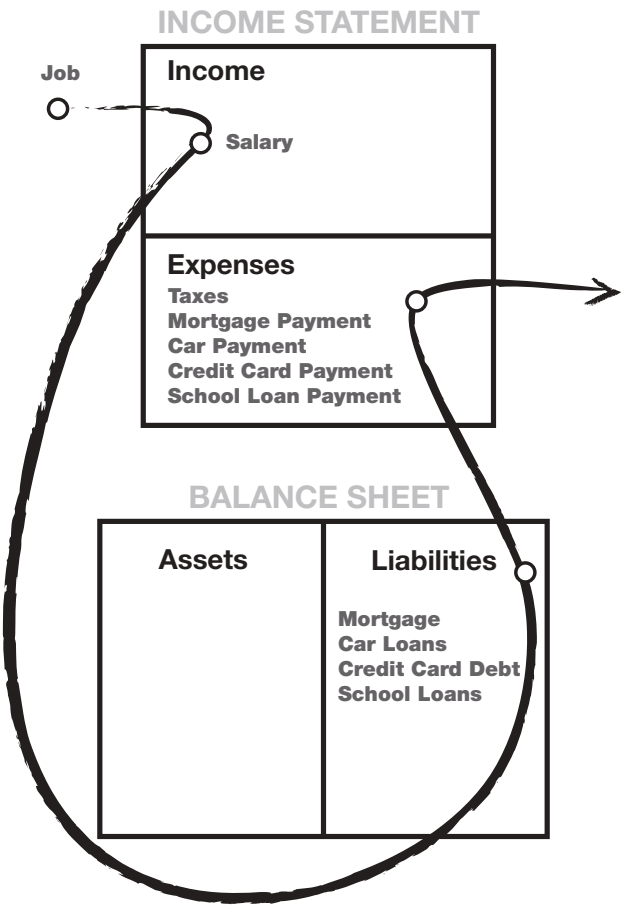 INCOME STATEMENT
Job
Income
Salary
Expenses
Taxes
Mortgage Payment
Car Payment
Credit Card Payment
School Loan Payment
BALANCE SHEET
Assets
Liabilities
Mortgage
Car Loans
Credit Card Debt
School Loans